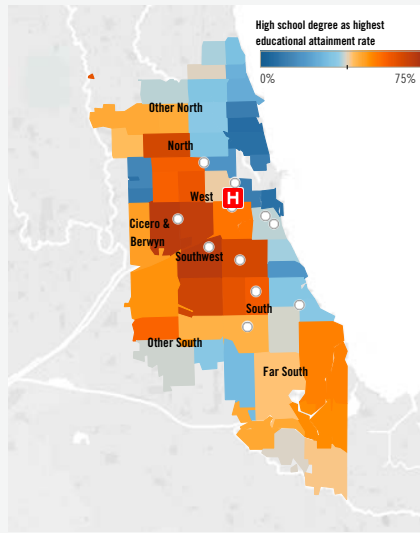 High school degree as highest
educational attainment rate
0%
75%
Other North
North
West
H
Cicero &
Berwyn
Southwest
South
Other South
Far South